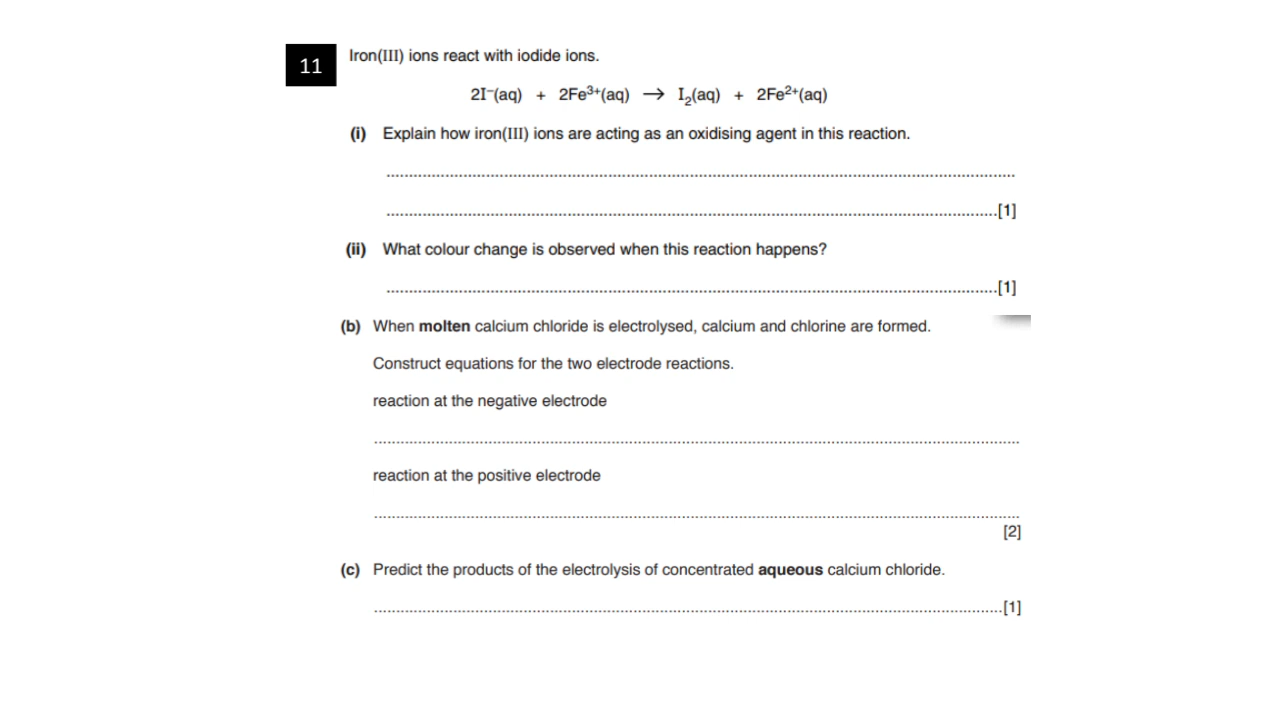 11
Iron(III) ions react with iodide ions.
2I⁻(aq) + 2Fe³⁺(aq) → I₂(aq) + 2Fe²⁺(aq)
(i) Explain how iron(III) ions are acting as an oxidising agent in this reaction.
..........................................................................................
..........................................................................................[1]
(ii) What colour change is observed when this reaction happens?
..........................................................................................[1]
(b) When molten calcium chloride is electrolysed, calcium and chlorine are formed.
Construct equations for the two electrode reactions.
reaction at the negative electrode
..........................................................................................
reaction at the positive electrode
..........................................................................................
[2]
(c) Predict the products of the electrolysis of concentrated aqueous calcium chloride.
..........................................................................................[1]